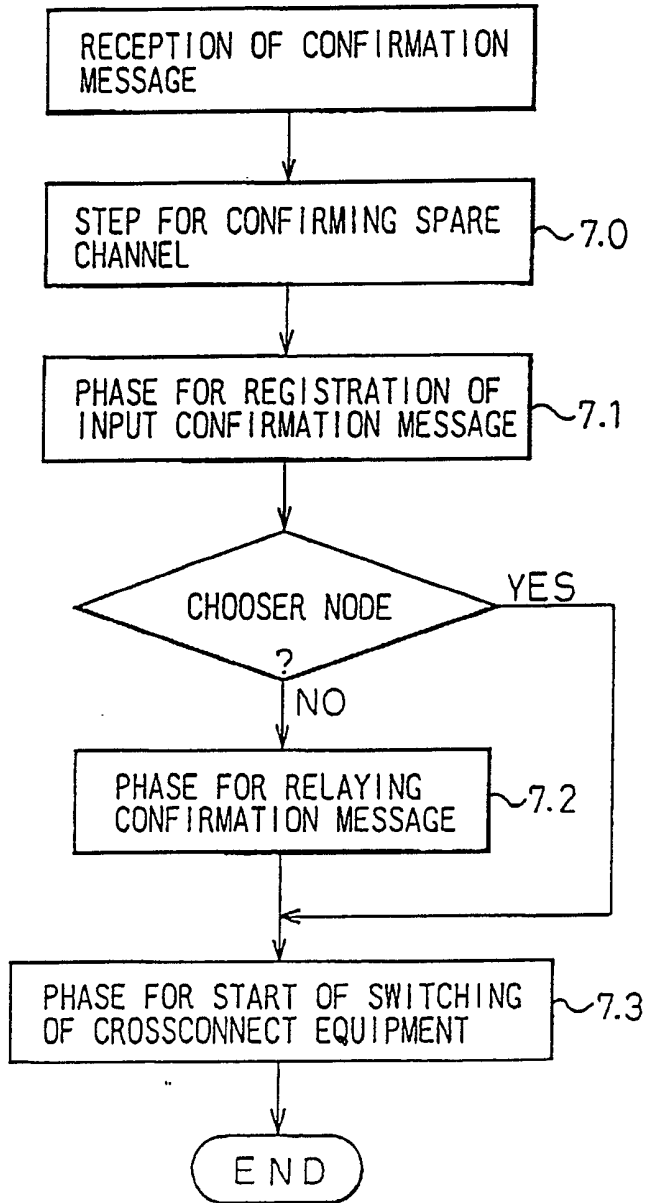 RECEPTION OF CONFIRMATION
MESSAGE
STEP FOR CONFIRMING SPARE
CHANNEL
7.0
PHASE FOR REGISTRATION OF
INPUT CONFIRMATION MESSAGE
7.1
CHOOSER NODE
?
YES
NO
PHASE FOR RELAYING
CONFIRMATION MESSAGE
7.2
PHASE FOR START OF SWITCHING
OF CROSSCONNECT EQUIPMENT
7.3
END